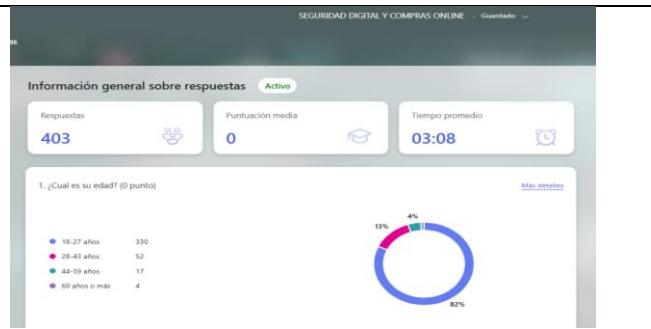 SEGURIDAD DIGITAL Y COMPRAS ONLINE - Guardado
Información general sobre respuestas Activo
Respuestas
403
Puntuación media
0
Tiempo promedio
03:08
1. ¿Cual es su edad? (0 punto)
Más detalles
18-27 años 330
28-43 años 52
44-59 años 17
60 años o más 4
4%
13%
82%